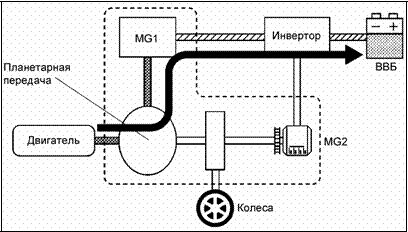 MG1
Инвертор
ВВБ
Планетарная
передача
Двигатель
MG2
Колеса